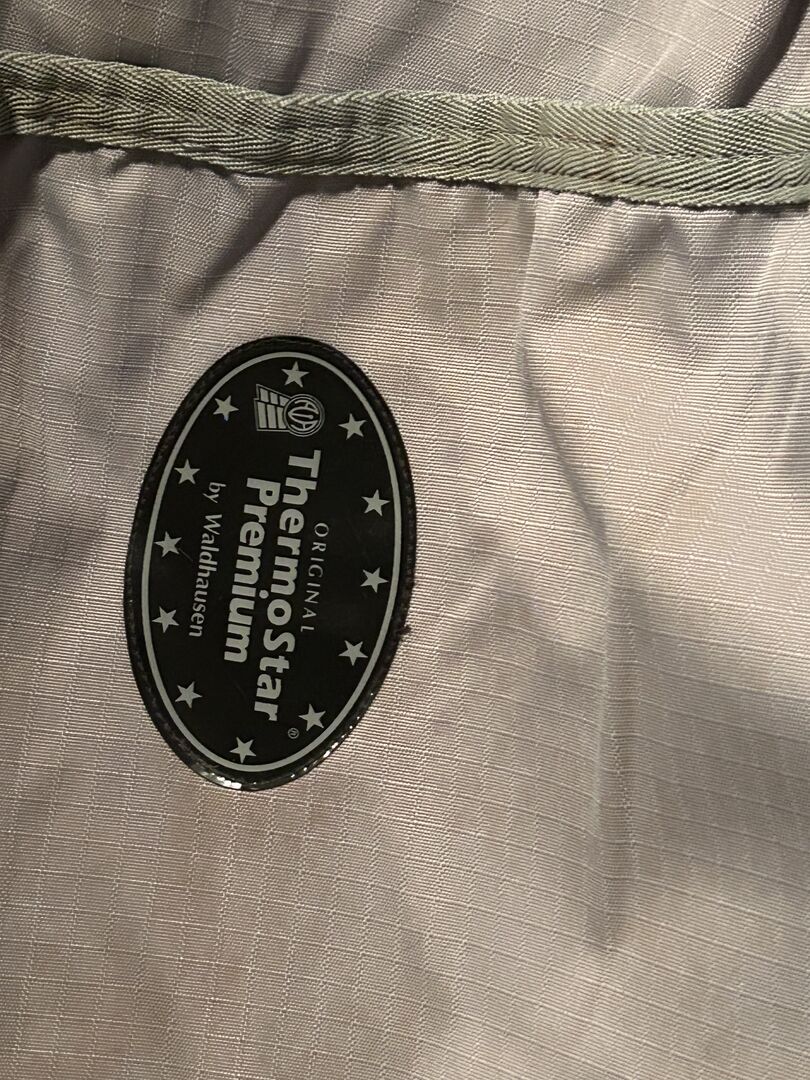 ORIGINAL
ThermoStar®
Premium
by Waldhausen